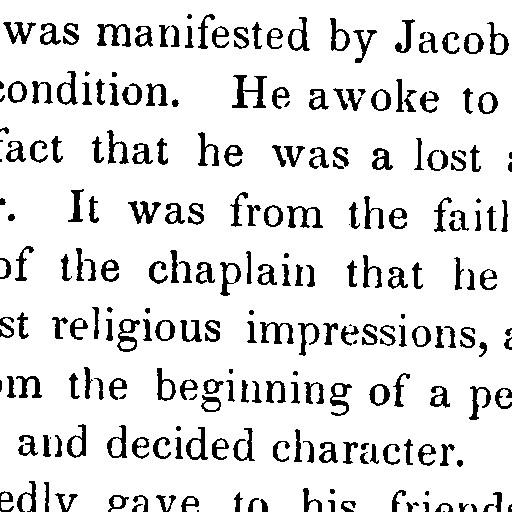 was manifested by Jacob
condition. He awoke to
fact that he was a lost
r. It was from the
of the chaplain that he
st religious impressions,
om the beginning of a pe
and decided character.
edly gave to his friends